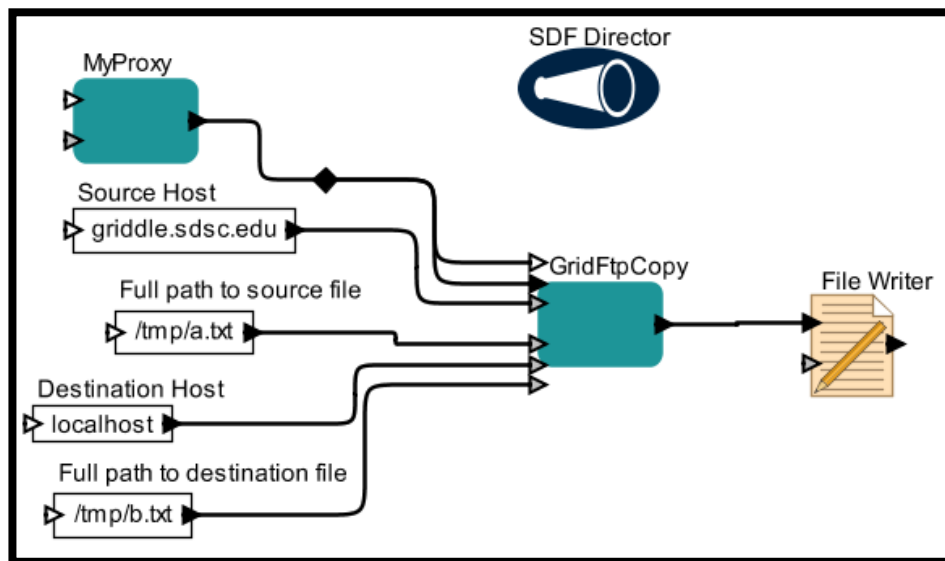 SDF Director
MyProxy
Source Host
griddle.sdsc.edu
GridFtpCopy
File Writer
Full path to source file
/tmp/a.txt
Destination Host
localhost
Full path to destination file
/tmp/b.txt